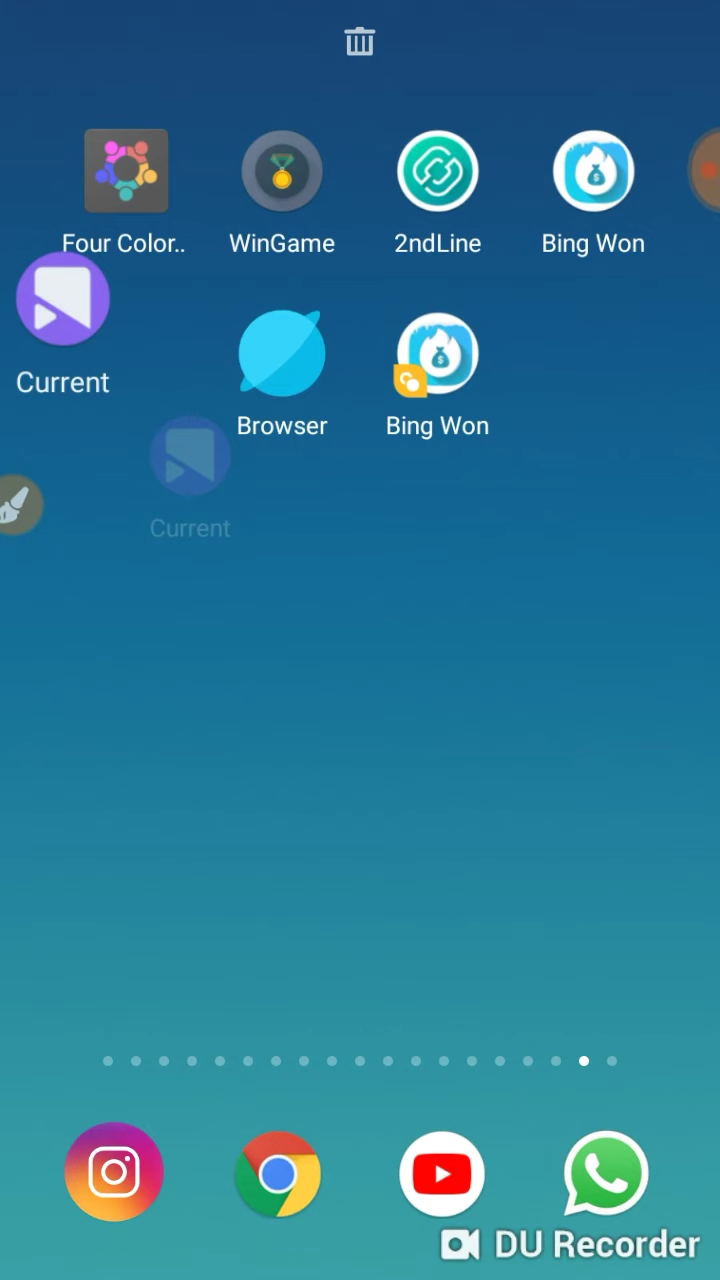 Four Color..
WinGame
2ndLine
Bing Won
Current
Browser
Bing Won
Current
DU Recorder